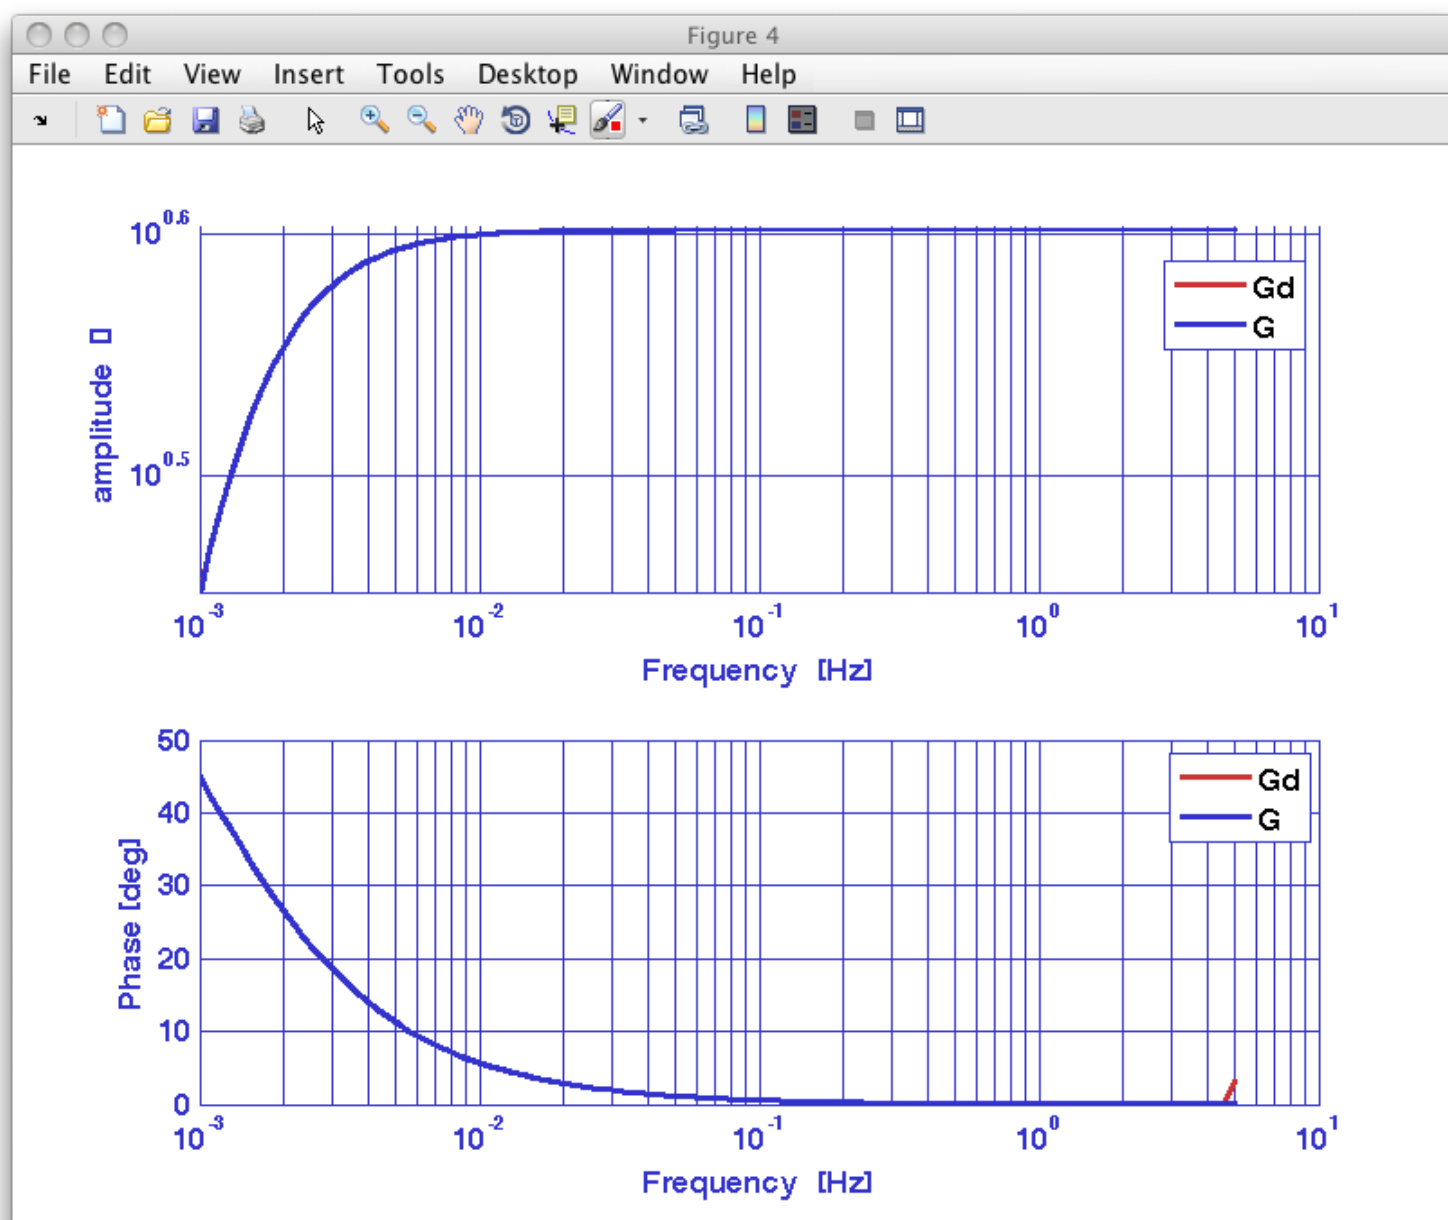 Figure 4
File Edit View Insert Tools Desktop Window Help
10^0.6
10^0.5
amplitude []
Gd
G
10^-3 10^-2 10^-1 10^0 10^1
Frequency [Hz]
50
40
30
20
10
0
Phase [deg]
Gd
G
10^-3 10^-2 10^-1 10^0 10^1
Frequency [Hz]